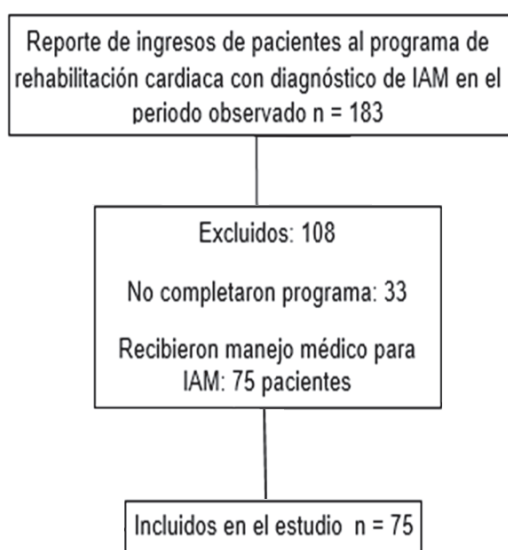 Reporte de ingresos de pacientes al programa de
rehabilitación cardiaca con diagnóstico de IAM en el
periodo observado n = 183
Excluidos: 108
No completaron programa: 33
Recibieron manejo médico para
IAM: 75 pacientes
Incluidos en el estudio n = 75